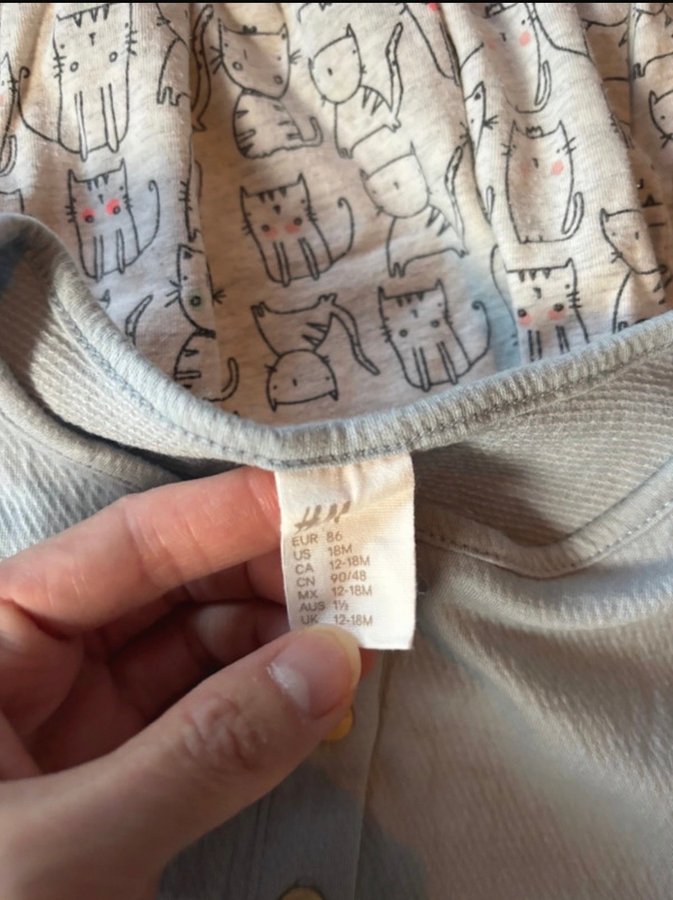 H&M
EUR 86
US 18M
CA 12-18M
CN 90/48
MX 12-18M
AUS 1½
UK 12-18M